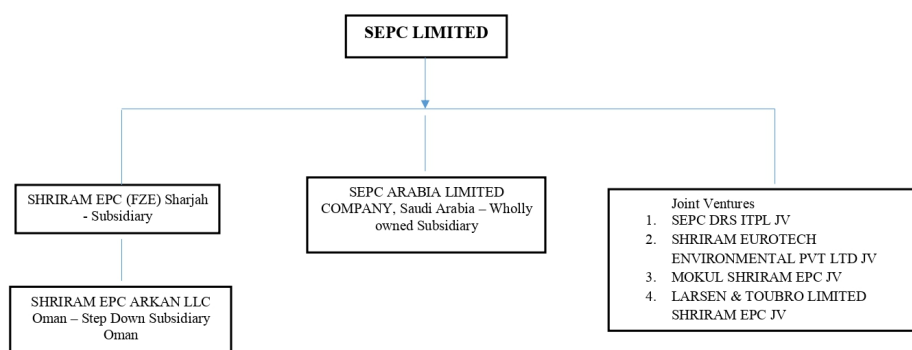 SEPC LIMITED
SHRIRAM EPC (FZE) Sharjah
- Subsidiary
SEPC ARABIA LIMITED
COMPANY, Saudi Arabia – Wholly
owned Subsidiary
Joint Ventures
1. SEPC DRS ITPL JV
2. SHRIRAM EUROTECH
ENVIRONMENTAL PVT LTD JV
3. MOKUL SHRIRAM EPC JV
4. LARSEN & TOUBRO LIMITED
SHRIRAM EPC JV
SHRIRAM EPC ARKAN LLC
Oman – Step Down Subsidiary
Oman